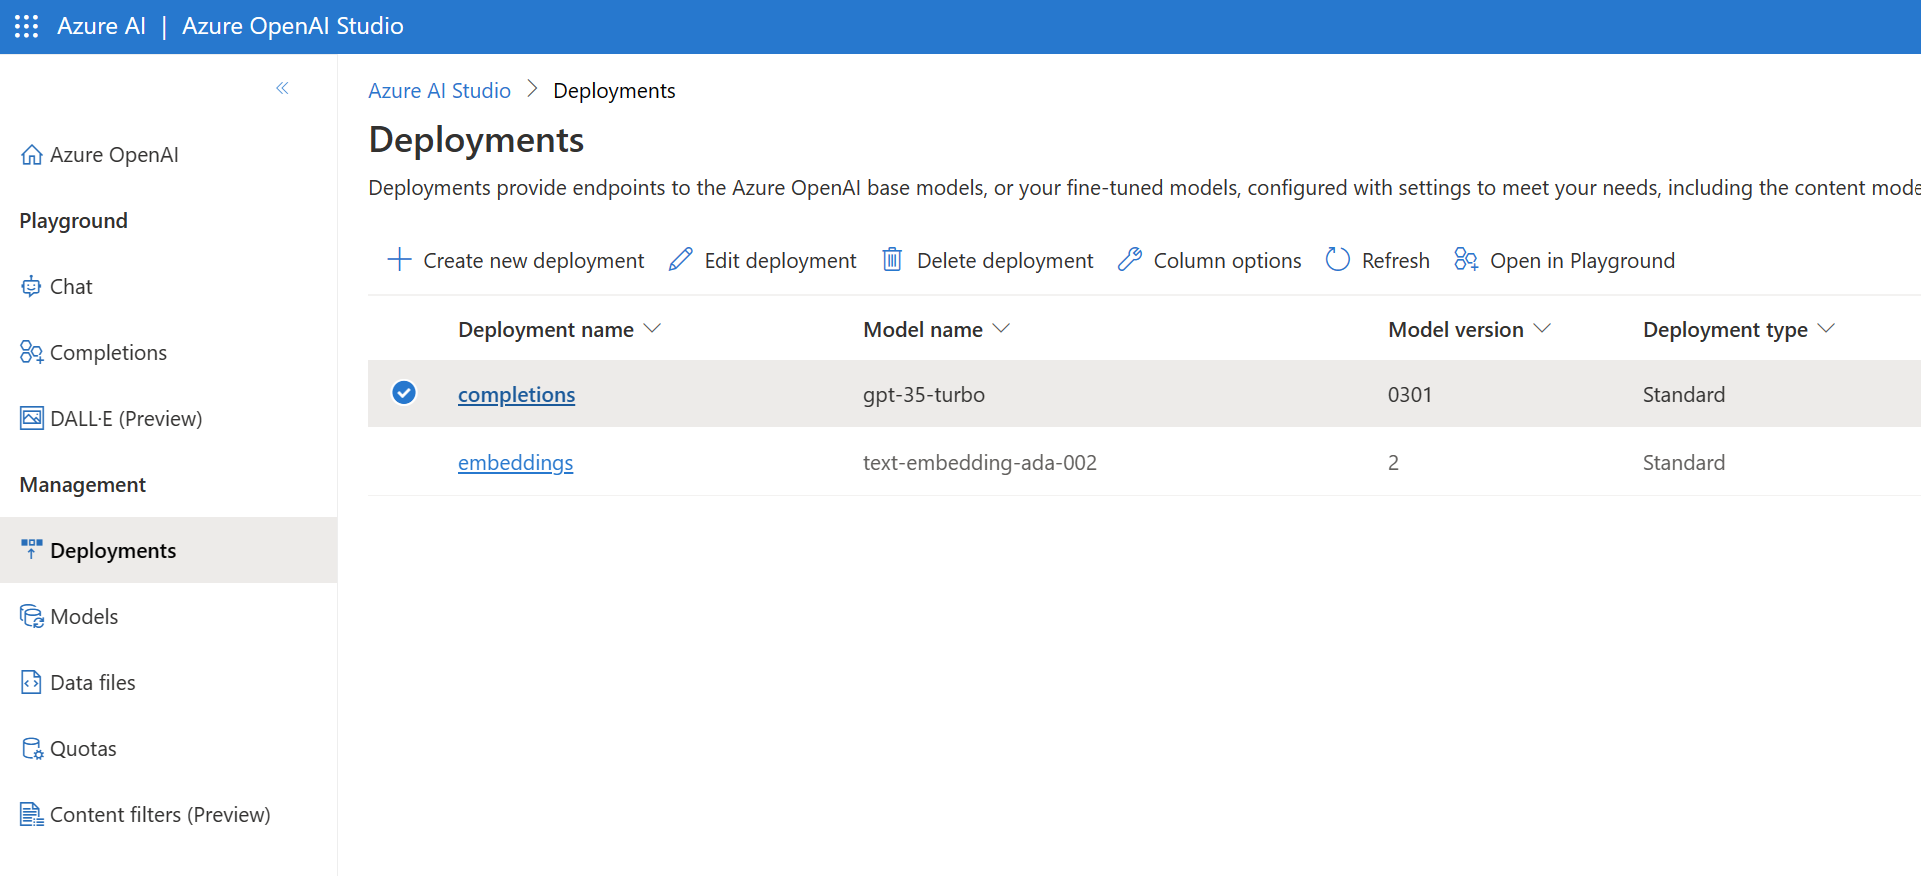 Azure AI | Azure OpenAI Studio
Azure OpenAI
Playground
Chat
Completions
DALL·E (Preview)
Management
Deployments
Models
Data files
Quotas
Content filters (Preview)
Azure AI Studio > Deployments
Deployments
Deployments provide endpoints to the Azure OpenAI base models, or your fine-tuned models, configured with settings to meet your needs, including the content
Create new deployment Edit deployment Delete deployment Column options Refresh Open in Playground
Deployment name Model name Model version Deployment type
completions gpt-35-turbo 0301 Standard
embeddings text-embedding-ada-002 2 Standard